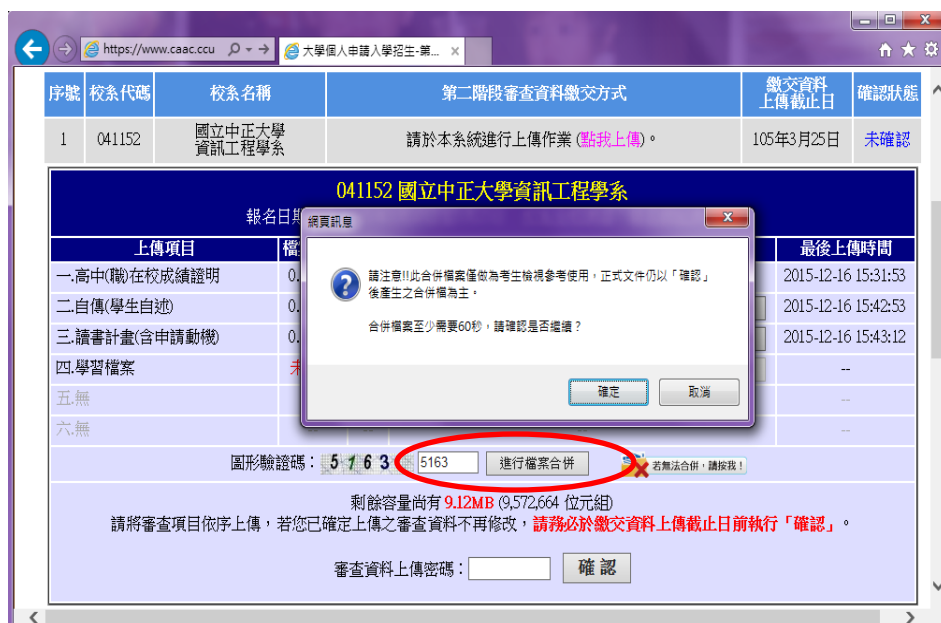 https://www.caac.ccu
大學個人申請入學招生-第...
序號 校系代碼 校系名稱 第二階段審查資料繳交方式 繳交資料上傳截止日 確認狀態
1 041152 國立中正大學資訊工程學系 請於本系統進行上傳作業 (點我上傳)。 105年3月25日 未確認
041152 國立中正大學資訊工程學系
報名日期
網頁訊息
請注意!!此合併檔案僅做為考生檢視參考使用，正式文件仍以「確認」
後產生之合併檔為主。
合併檔案至少需要60秒，請確認是否繼續？
確定 取消
上傳項目 檔 最後上傳時間
一.高中(職)在校成績證明 0. 2015-12-16 15:31:53
二.自傳(學生自述) 0. 2015-12-16 15:42:53
三.讀書計畫(含申請動機) 0. 2015-12-16 15:43:12
四.學習檔案 未 --
五.無 --
六.無 -- -- --
圖形驗證碼： 5163 5163 進行檔案合併 若無法合併，請按我！
剩餘容量尚有 9.12MB (9,572,664 位元組)
請將審查項目依序上傳，若您已確定上傳之審查資料不再修改，請務必於繳交資料上傳截止日前執行「確認」。
審查資料上傳密碼： 確認